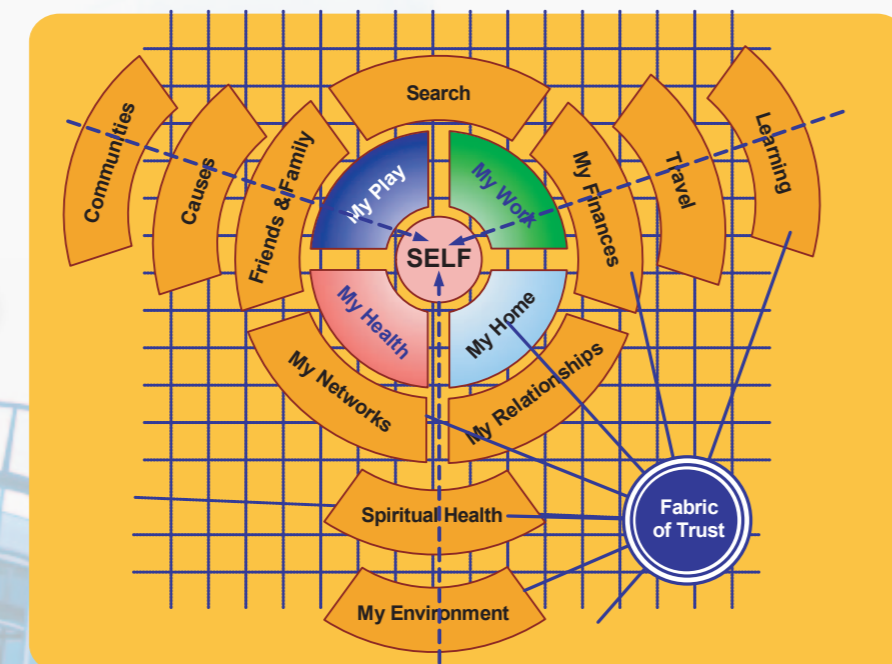 Search
Communities
Causes
Friends & Family
My Play
My Work
My Finances
Travel
Learning
SELF
My Health
My Home
My Networks
My Relationships
Spiritual Health
Fabric
of Trust
My Environment